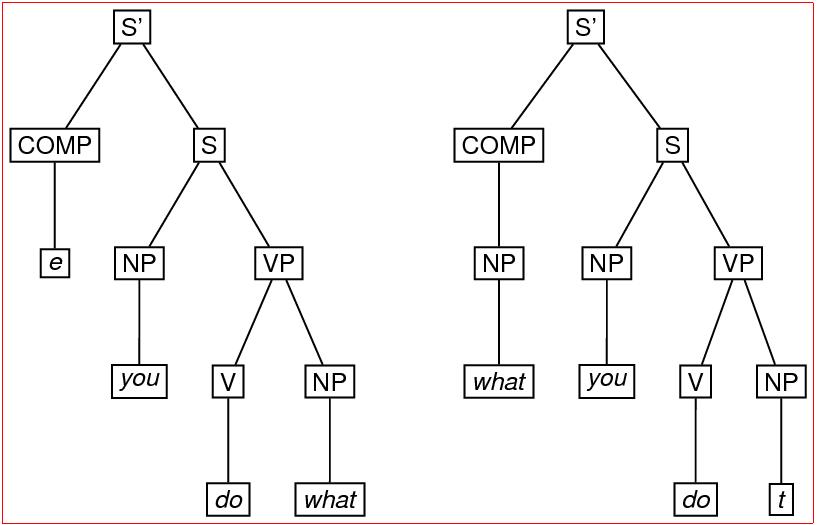 S’ S’
COMP S COMP S
e NP VP NP NP VP
you V NP what you V NP
do what do t